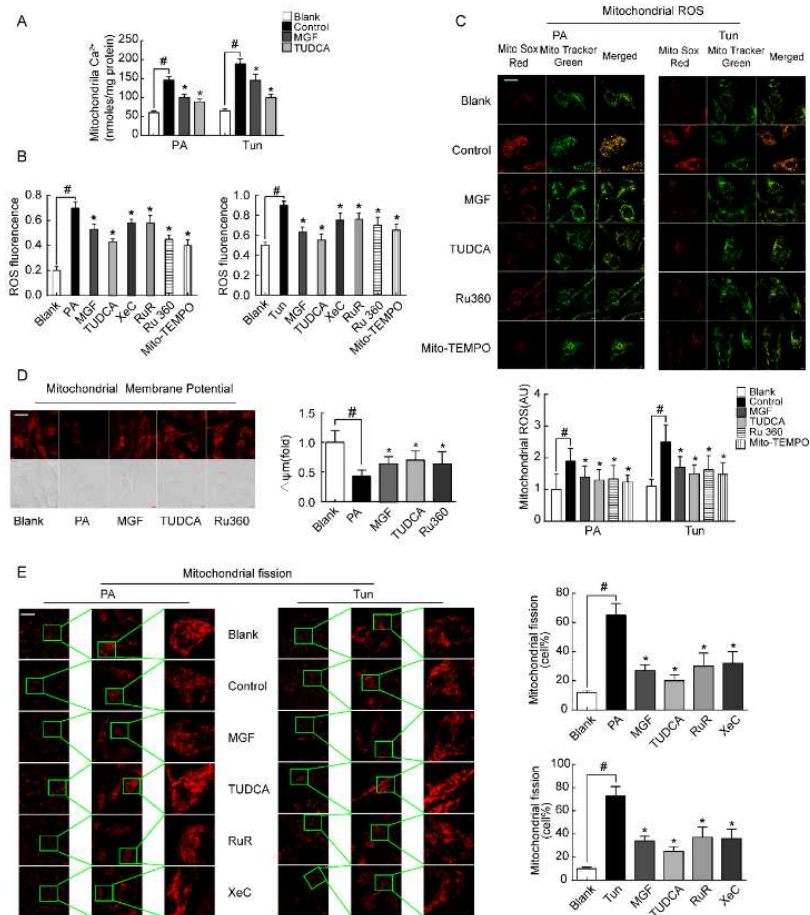 A
Blank
Control
MGF
TUDCA
Mitochondrila Ca²⁺
(nmoles/mg protein)
250
200
150
100
50
0
#
*
*
#
*
*
PA
Tun
B
ROS fluorescence
0.8
0.6
0.4
0.2
0.0
#
*
*
*
*
*
*
Blank
PA
MGF
TUDCA
XeC
RuR
Ru 360
Mito-TEMPO
ROS fluorescence
1.0
0.8
0.6
0.4
0.2
0.0
#
*
*
*
*
*
*
Blank
Tun
MGF
TUDCA
XeC
RuR
Ru 360
Mito-TEMPO
C
Mitochondrial ROS
PA
Tun
Mito Sox Red
Mito Tracker Green
Merged
Mito Sox Red
Mito Tracker Green
Merged
Blank
Control
MGF
TUDCA
Ru360
Mito-TEMPO
Mitochondrial ROS(AU)
4
3
2
1
0
Blank
Control
MGF
TUDCA
Ru 360
Mito-TEMPO
#
* * * * *
#
* * * * *
PA
Tun
D
Mitochondrial Membrane Potential
Blank
PA
MGF
TUDCA
Ru360
△ψm(fold)
1.5
1.0
0.5
0.0
#
*
*
*
Blank
PA
MGF
TUDCA
Ru360
E
Mitochondrial fission
PA
Tun
Blank
Control
MGF
TUDCA
RuR
XeC
Mitochondrial fission
(cell%)
80
60
40
20
0
#
*
*
*
*
Blank
PA
MGF
TUDCA
RuR
XeC
Mitochondrial fission
(cell%)
100
80
60
40
20
0
#
*
*
*
*
Blank
Tun
MGF
TUDCA
RuR
XeC